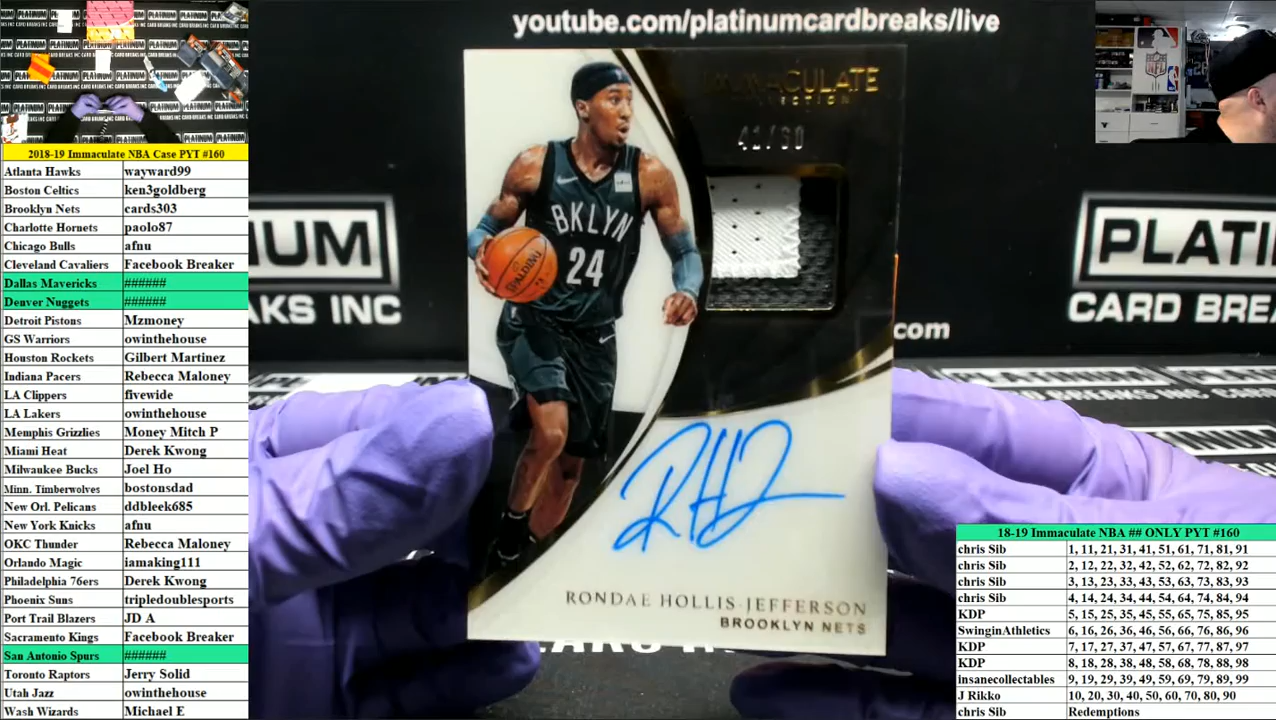 youtube.com/platinumcardbreaks/live
2018-19 Immaculate NBA Case PYT #160
Atlanta Hawks wayward99
Boston Celtics ken3goldberg
Brooklyn Nets cards303
Charlotte Hornets paolo87
Chicago Bulls afnu
Cleveland Cavaliers Facebook Breaker
Dallas Mavericks ######
Denver Nuggets ######
Detroit Pistons Mzmoney
GS Warriors owinthehouse
Houston Rockets Gilbert Martinez
Indiana Pacers Rebecca Maloney
LA Clippers fivewide
LA Lakers owinthehouse
Memphis Grizzlies Money Mitch P
Miami Heat Derek Kwong
Milwaukee Bucks Joel Ho
Minn. Timberwolves bostonsdad
New Orl. Pelicans ddbleek685
New York Knicks afnu
OKC Thunder Rebecca Maloney
Orlando Magic iamaking111
Philadelphia 76ers Derek Kwong
Phoenix Suns tripledoublesports
Port Trail Blazers JD A
Sacramento Kings Facebook Breaker
San Antonio Spurs ######
Toronto Raptors Jerry Solid
Utah Jazz owinthehouse
Wash Wizards Michael E
IMMACULATE
COLLECTION
41/60
BKLYN
24
SPALDING
RHJ
RONDAE HOLLIS-JEFFERSON
BROOKLYN NETS
NUM
KS INC
PLATIN
CARD BREA
com
18-19 Immaculate NBA ## ONLY PYT #160
chris Sib 1, 11, 21, 31, 41, 51, 61, 71, 81, 91
chris Sib 2, 12, 22, 32, 42, 52, 62, 72, 82, 92
chris Sib 3, 13, 23, 33, 43, 53, 63, 73, 83, 93
chris Sib 4, 14, 24, 34, 44, 54, 64, 74, 84, 94
KDP 5, 15, 25, 35, 45, 55, 65, 75, 85, 95
SwinginAthletics 6, 16, 26, 36, 46, 56, 66, 76, 86, 96
KDP 7, 17, 27, 37, 47, 57, 67, 77, 87, 97
KDP 8, 18, 28, 38, 48, 58, 68, 78, 88, 98
insanecollectables 9, 19, 29, 39, 49, 59, 69, 79, 89, 99
J Rikko 10, 20, 30, 40, 50, 60, 70, 80, 90
chris Sib Redemptions